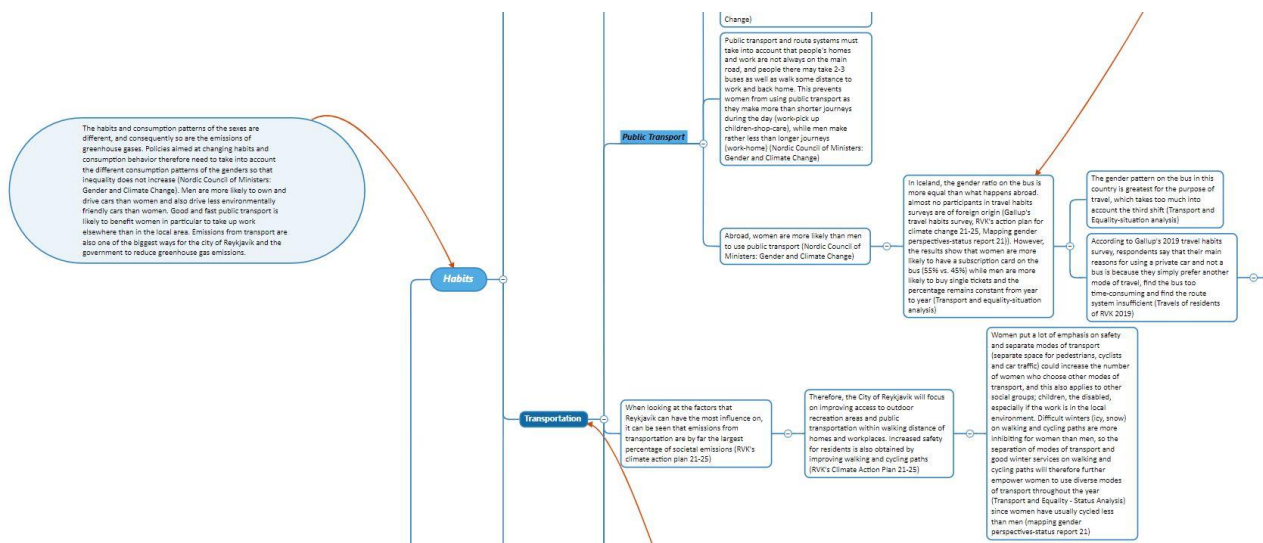 Change)
Public transport and route systems must
take into account that people's homes
and work are not always on the main
road, and people there may take 2-3
buses as well as walk some distance to
work and back home. This prevents
women from using public transport as
they make more than shorter journeys
during the day (work-pick up
children-shop-care), while men make
rather less than longer journeys
(work-home) (Nordic Council of Ministers:
Gender and Climate Change)
Public Transport
The habits and consumption patterns of the sexes are
different, and consequently so are the emissions of
greenhouse gases. Policies aimed at changing habits and
consumption behavior therefore need to take into account
the different consumption patterns of the genders so that
inequality does not increase (Nordic Council of Ministers:
Gender and Climate Change). Men are more likely to own and
drive cars than women and also drive less environmentally
friendly cars than women. Good and fast public transport is
likely to benefit women in particular to take up work
elsewhere than in the local area. Emissions from transport are
also one of the biggest ways for the city of Reykjavik and the
government to reduce greenhouse gas emissions.
Habits
Abroad, women are more likely than men
to use public transport (Nordic Council of
Ministers: Gender and Climate Change)
In Iceland, the gender ratio on the bus is
more equal than what happens abroad.
almost no participants in travel habits
surveys are of foreign origin (Gallup's
travel habits survey, RVK's action plan for
climate change 21-25, Mapping gender
perspectives-status report 21)). However,
the results show that women are more
likely to have a subscription card on the
bus (55% vs. 45%) while men are more
likely to buy single tickets and the
percentage remains constant from year
to year (Transport and equality-situation
analysis)
The gender pattern on the bus in this
country is greatest for the purpose of
travel, which takes too much into
account the third shift (Transport and
Equality-situation analysis)
According to Gallup's 2019 travel habits
survey, respondents say that their main
reasons for using a private car and not a
bus is because they simply prefer another
mode of travel, find the bus too
time-consuming and find the route
system insufficient (Travels of residents
of RVK 2019)
Transportation
When looking at the factors that
Reykjavik can have the most influence on,
it can be seen that emissions from
transportation are by far the largest
percentage of societal emissions (RVK's
climate action plan 21-25)
Therefore, the City of Reykjavik will focus
on improving access to outdoor
recreation areas and public
transportation within walking distance of
homes and workplaces. Increased safety
for residents is also obtained by
improving walking and cycling paths
(RVK's Climate Action Plan 21-25)
Women put a lot of emphasis on safety
and separate modes of transport
(separate space for pedestrians, cyclists
and car traffic) could increase the number
of women who choose other modes of
transport, and this also applies to other
social groups; children, the disabled,
especially if the work is in the local
environment. Difficult winters (icy, snow)
on walking and cycling paths are more
inhibiting for women than men, so the
separation of modes of transport and
good winter services on walking and
cycling paths will therefore further
empower women to use diverse modes
of transport throughout the year
(Transport and Equality - Status Analysis)
since women have usually cycled less
than men (mapping gender
perspectives-status report 21)